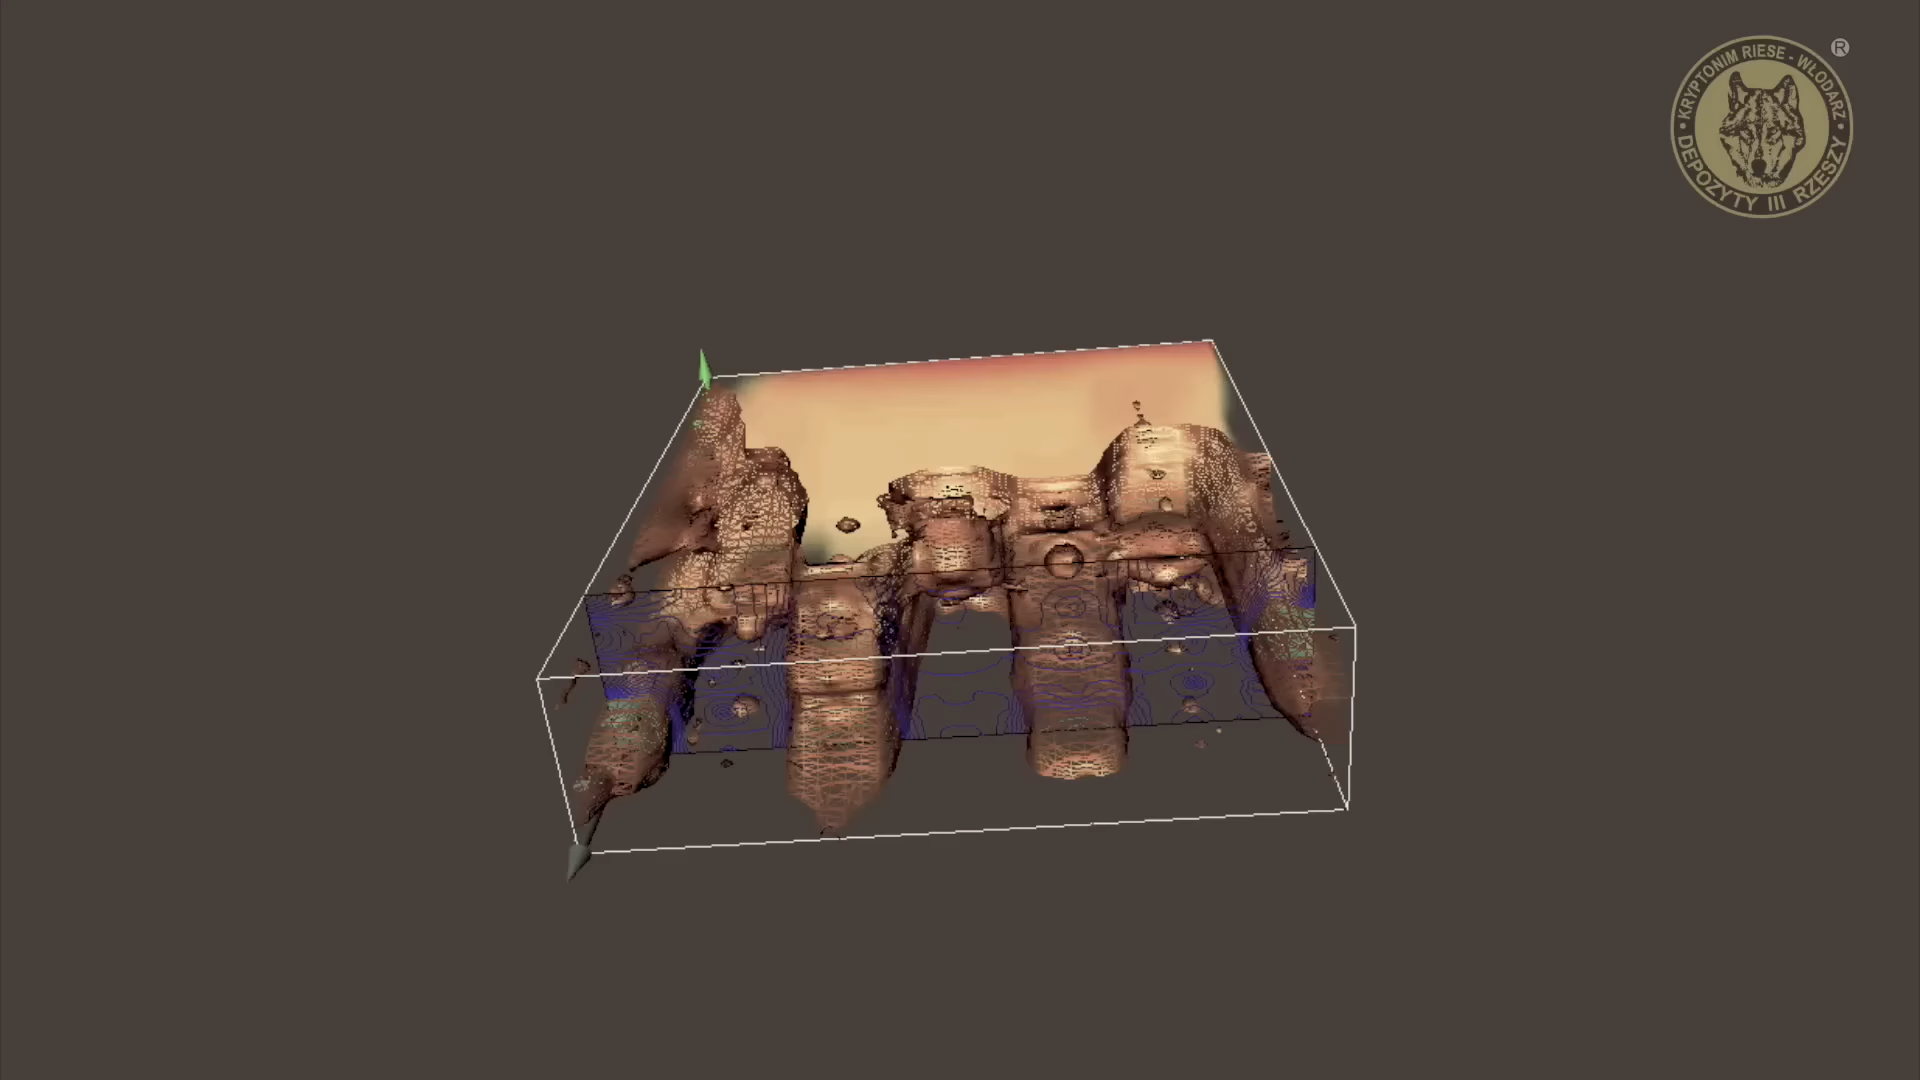 • KRYPTONIM RIESE - WŁODARZ •
DEPOZYTY III RZESZY
®